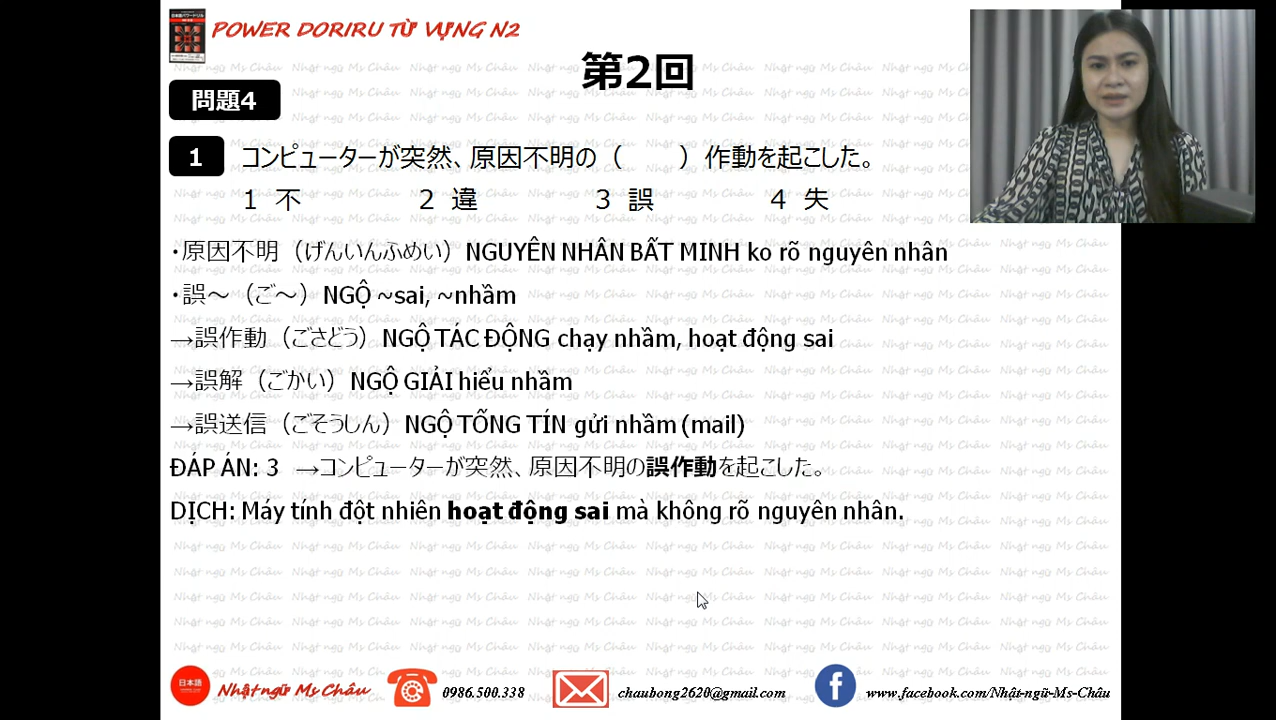 POWER DORIRU TỪ VỰNG N2
第2回
問題4
1 コンピューターが突然、原因不明の（　　）作動を起こした。
1 不 2 違 3 誤 4 失
・原因不明（げんいんふめい）NGUYÊN NHÂN BẤT MINH ko rõ nguyên nhân
・誤～（ご～）NGỘ ~sai, ~nhầm
→誤作動（ごさどう）NGỘ TÁC ĐỘNG chạy nhầm, hoạt động sai
→誤解（ごかい）NGỘ GIẢI hiểu nhầm
→誤送信（ごそうしん）NGỘ TỐNG TÍN gửi nhầm (mail)
ĐÁP ÁN: 3 →コンピューターが突然、原因不明の誤作動を起こした。
DỊCH: Máy tính đột nhiên hoạt động sai mà không rõ nguyên nhân.
日本語 Nhật ngữ Ms Châu 0986.500.338 chaubong2620@gmail.com www.facebook.com/Nhật-ngữ-Ms-Châu